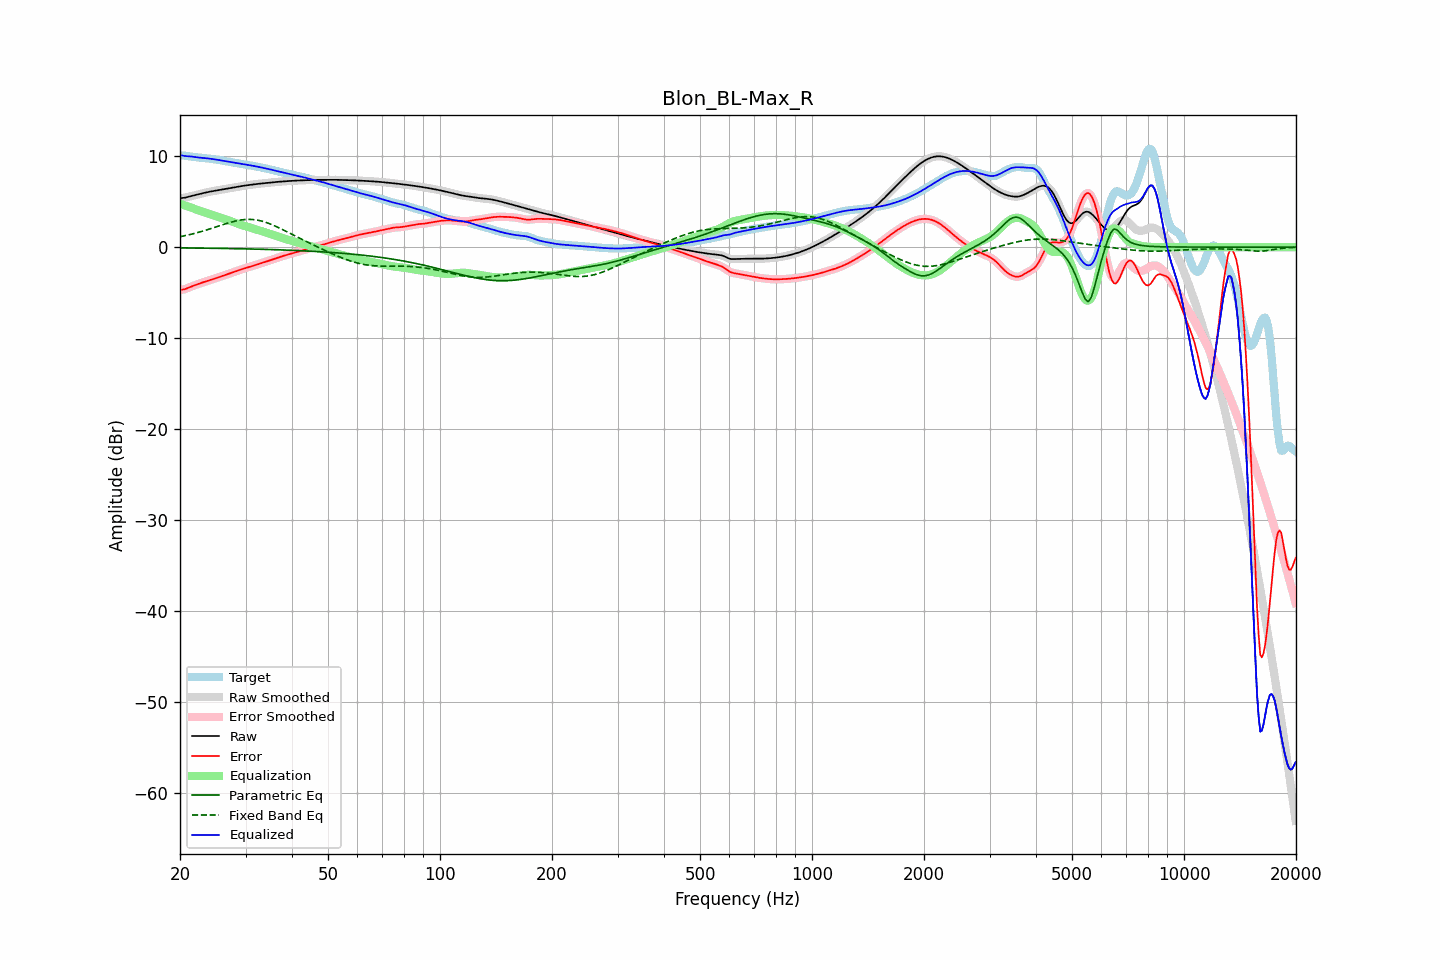 Blon_BL-Max_R
10
0
−10
−20
−30
−40
−50
−60
Amplitude (dBr)
20
50
100
200
500
1000
2000
5000
10000
20000
Frequency (Hz)
Target
Raw Smoothed
Error Smoothed
Raw
Error
Equalization
Parametric Eq
Fixed Band Eq
Equalized